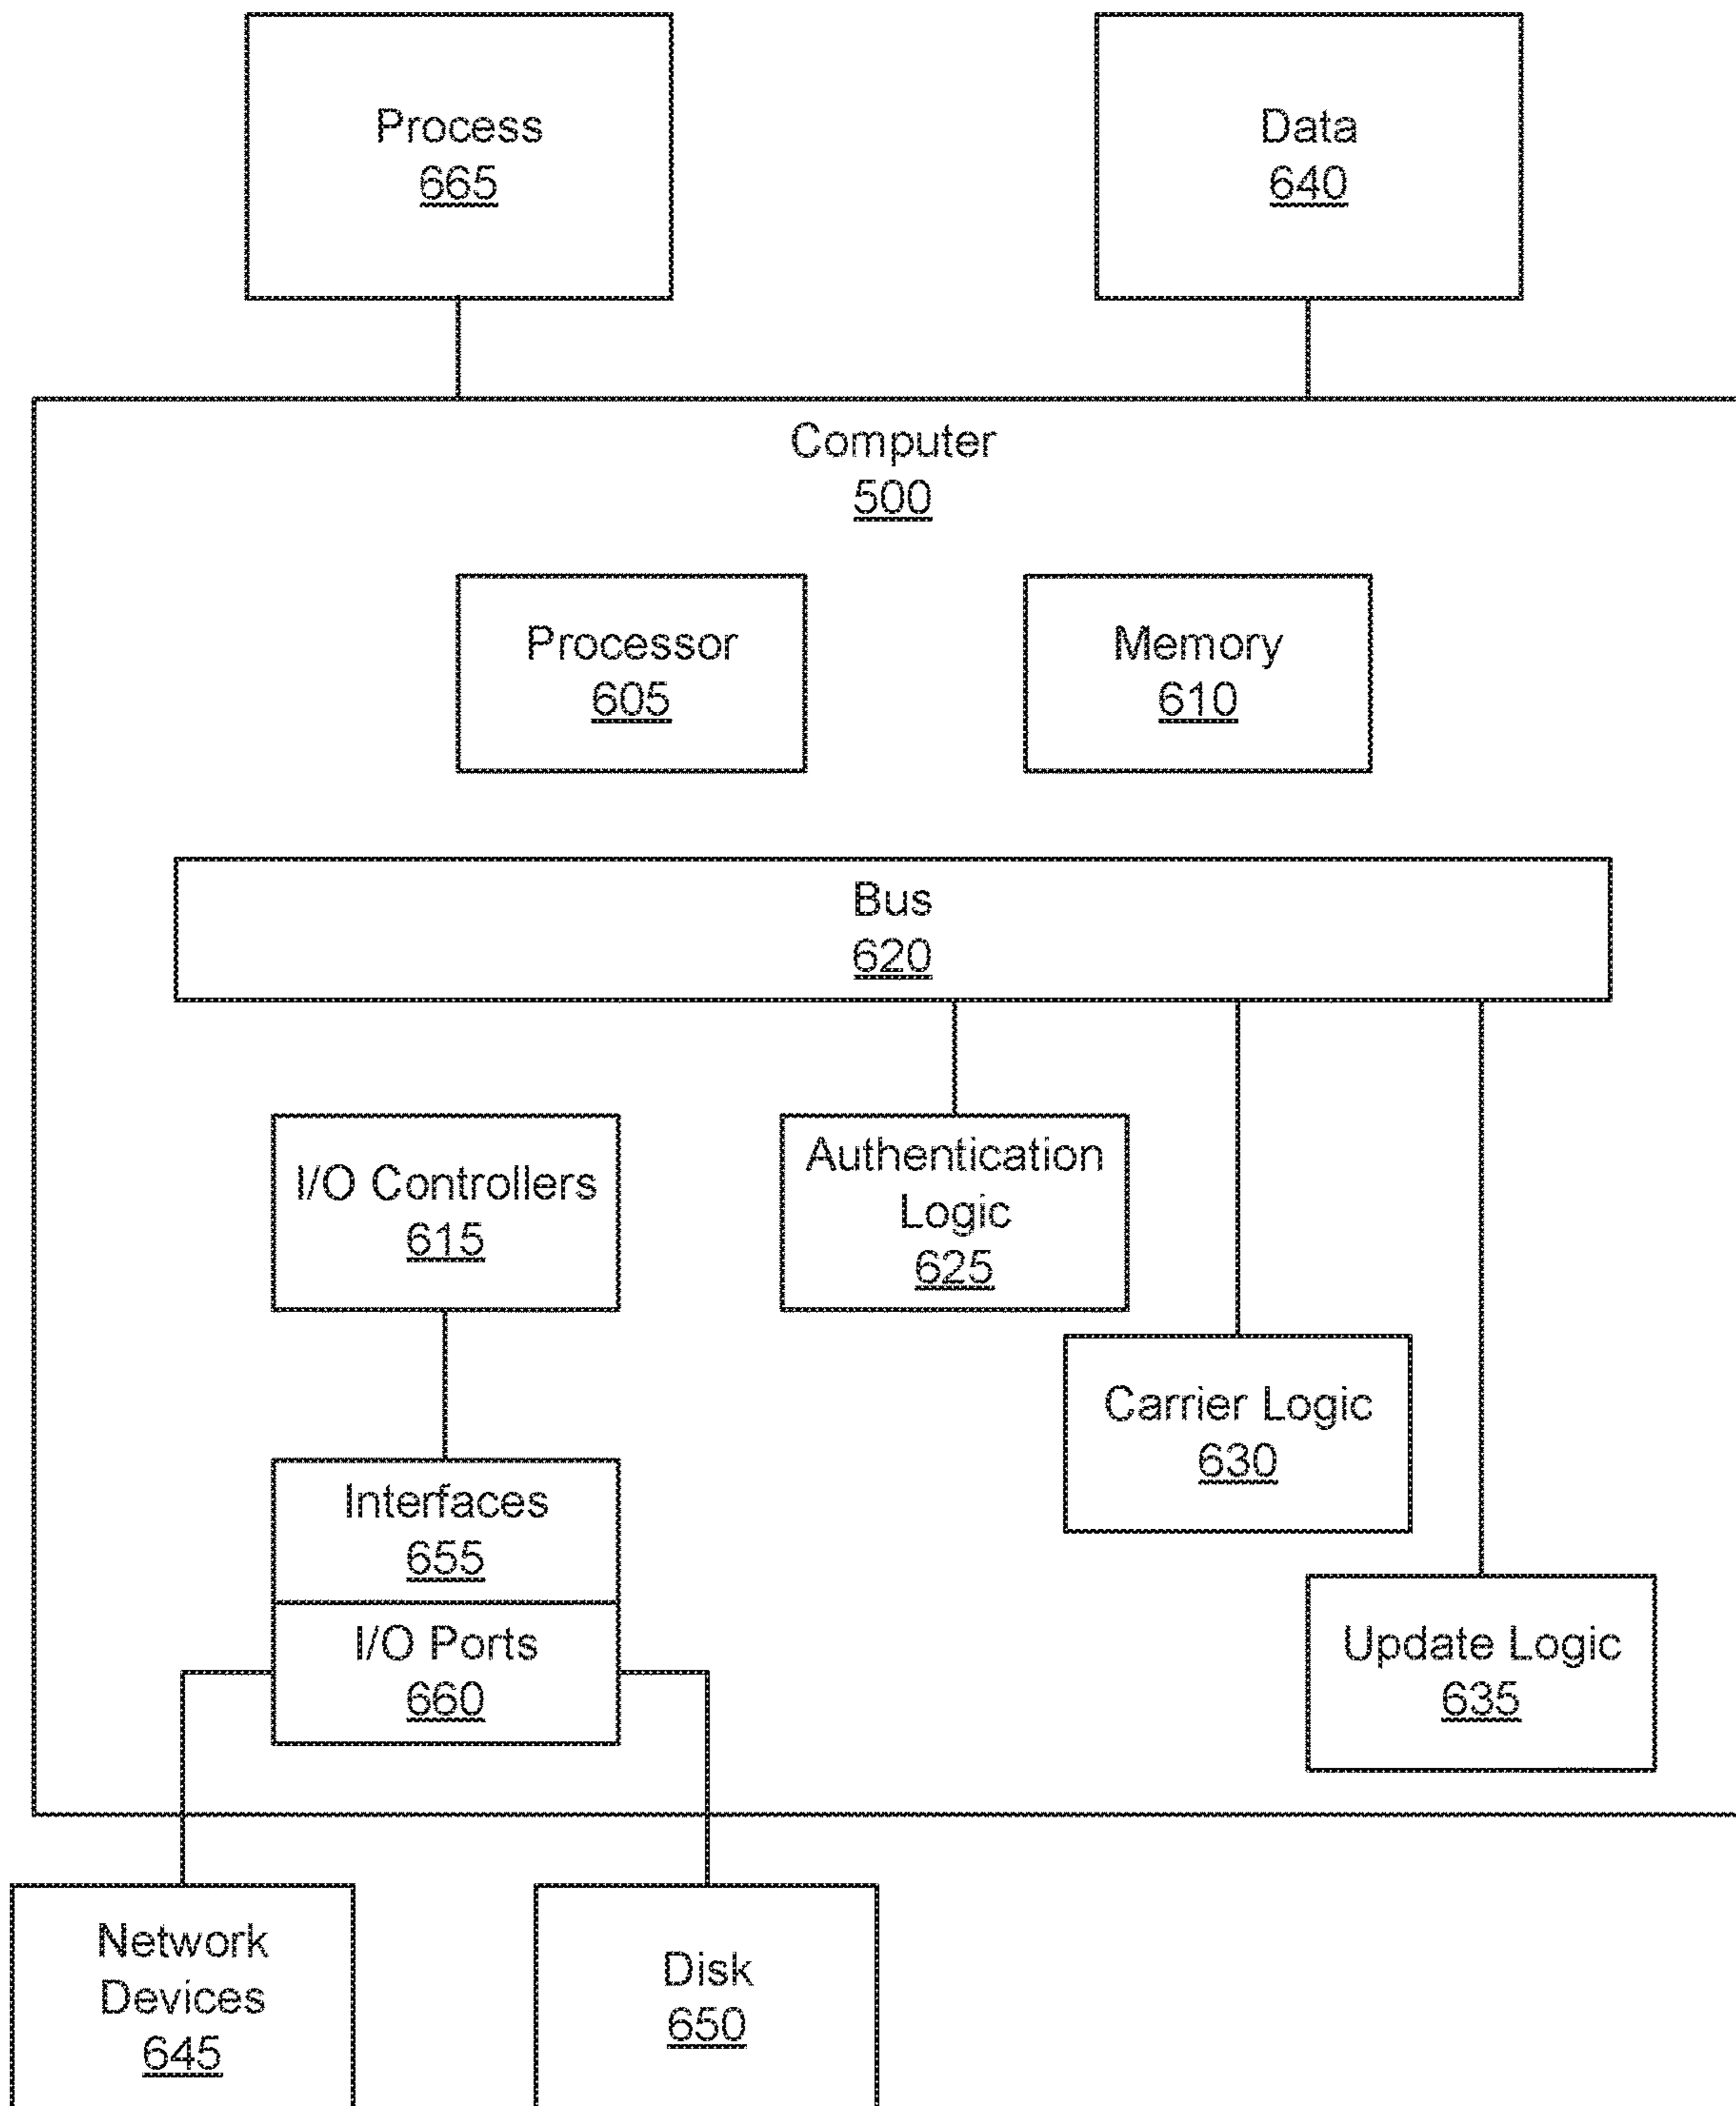 Process
665
Data
640
Computer
500
Processor
605
Memory
610
Bus
620
I/O Controllers
615
Authentication
Logic
625
Carrier Logic
630
Interfaces
655
I/O Ports
660
Update Logic
635
Network
Devices
645
Disk
650